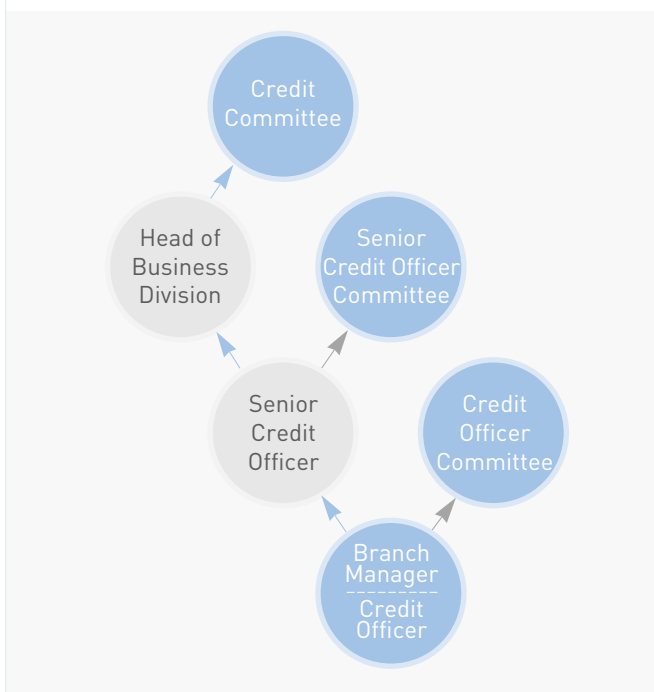 Credit
Committee
Head of
Business
Division
Senior
Credit Officer
Committee
Senior
Credit
Officer
Credit
Officer
Committee
Branch
Manager
Credit
Officer